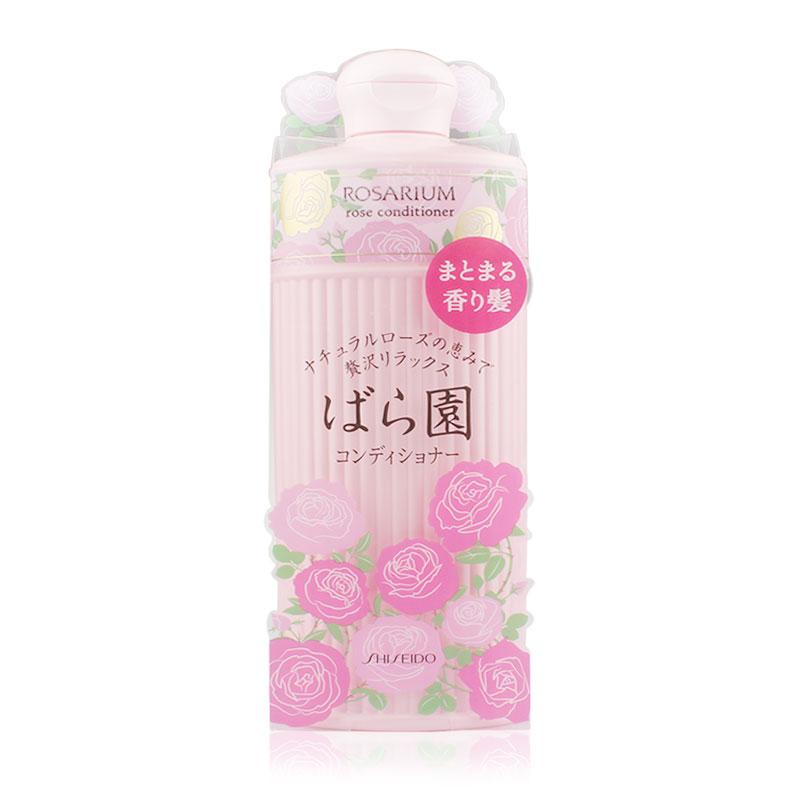 ROSARIUM
rose conditioner
まとまる
香り髪
ナチュラルローズの恵みで
贅沢リラックス
ばら園
コンディショナー
SHISEIDO